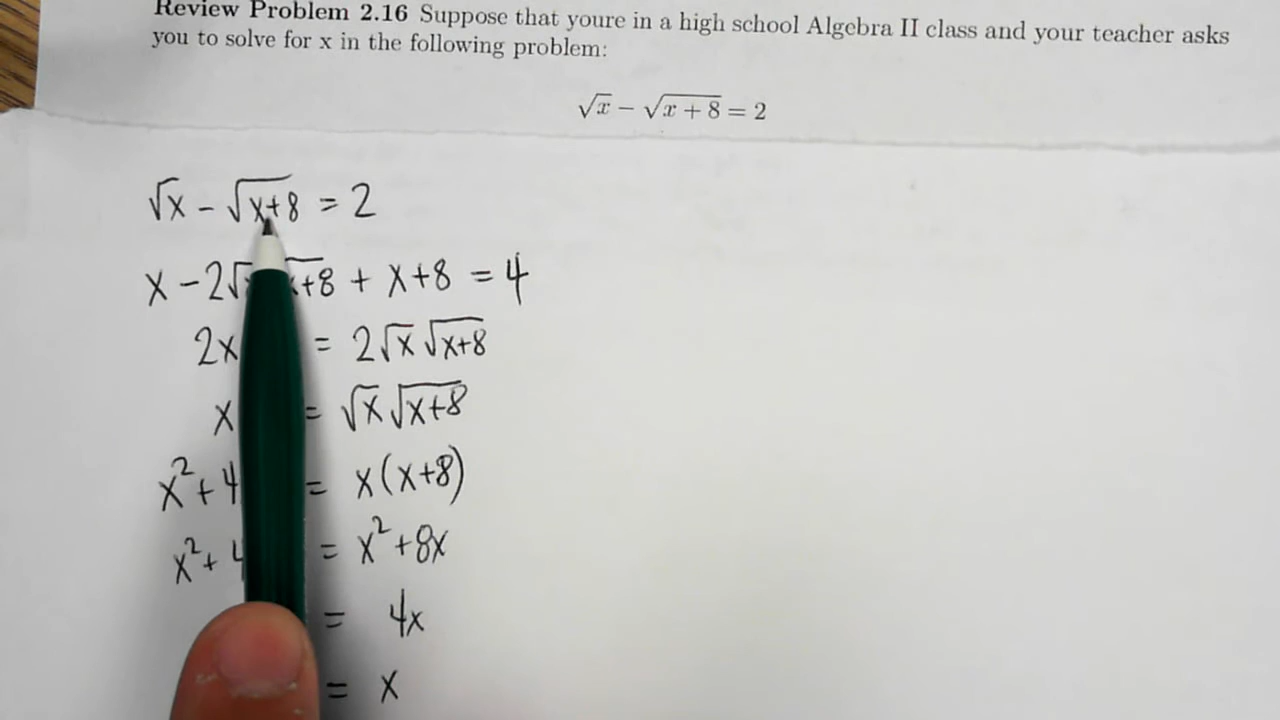 Review Problem 2.16 Suppose that youre in a high school Algebra II class and your teacher asks
you to solve for x in the following problem:
√x − √(x + 8) = 2
√x − √(x+8) = 2
x − 2√ x+8 + x+8 = 4
2x = 2√x √(x+8)
x = √x √(x+8)
x² + 4 = x(x+8)
x² + 4 = x² + 8x
= 4x
= x